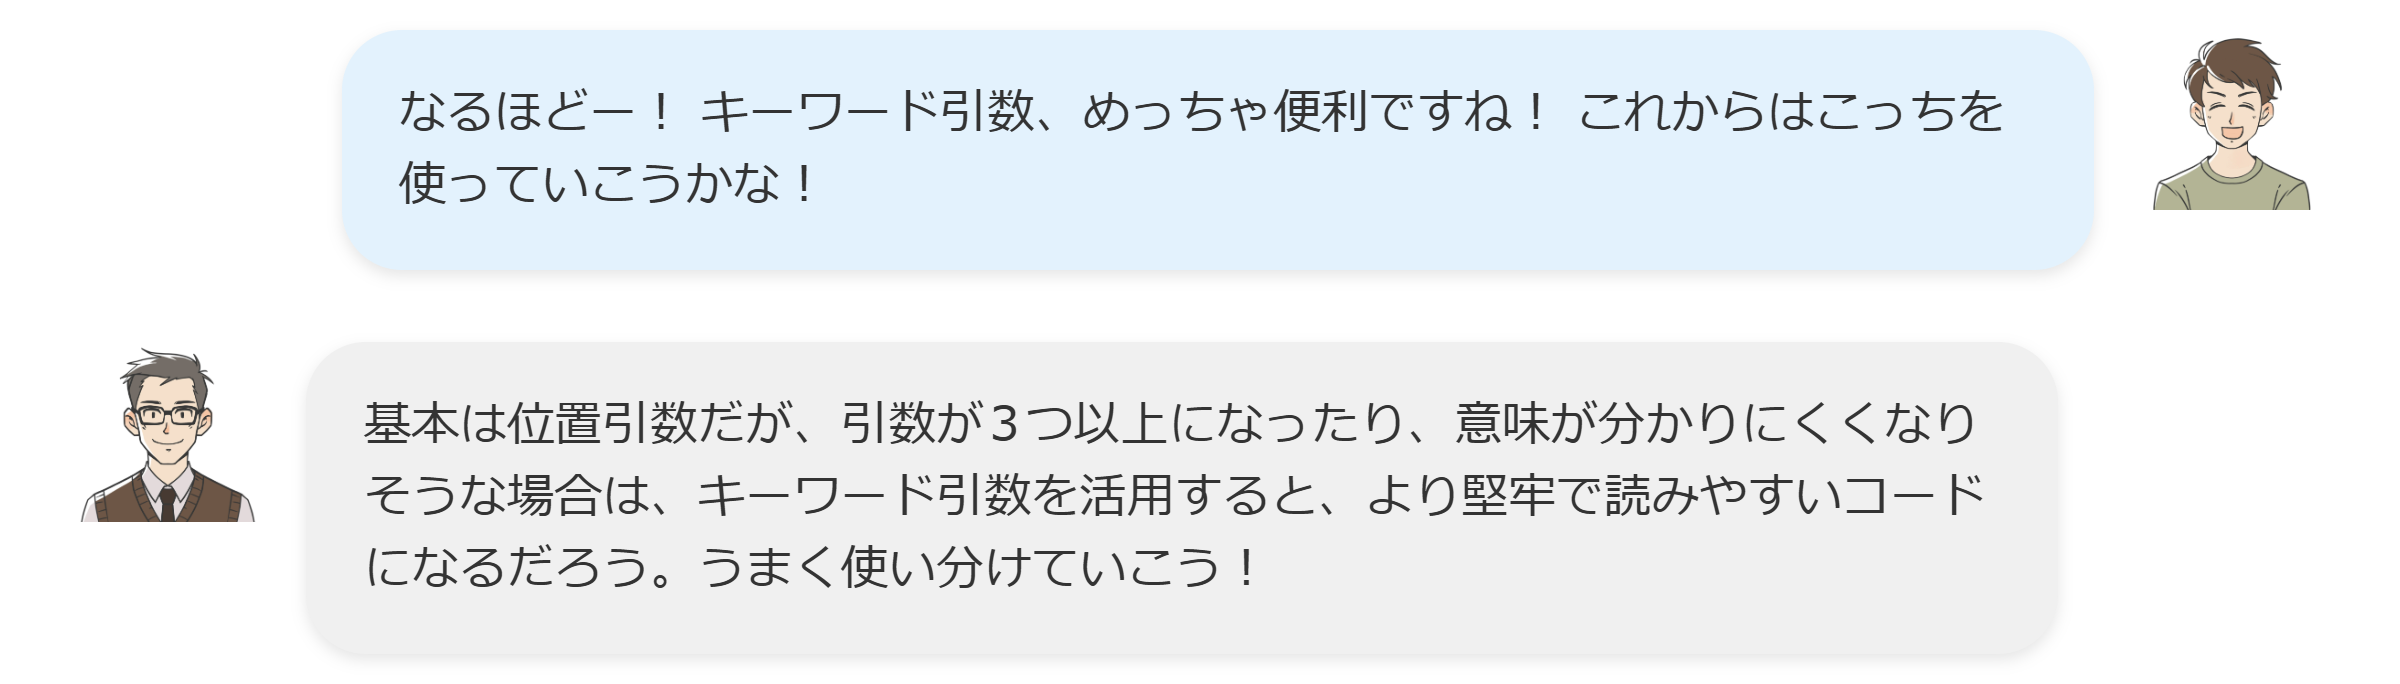 なるほどー！ キーワード引数、めっちゃ便利ですね！ これからはこっちを
使っていこうかな！
基本は位置引数だが、引数が３つ以上になったり、意味が分かりにくくなり
そうな場合は、キーワード引数を活用すると、より堅牢で読みやすいコード
になるだろう。うまく使い分けていこう！